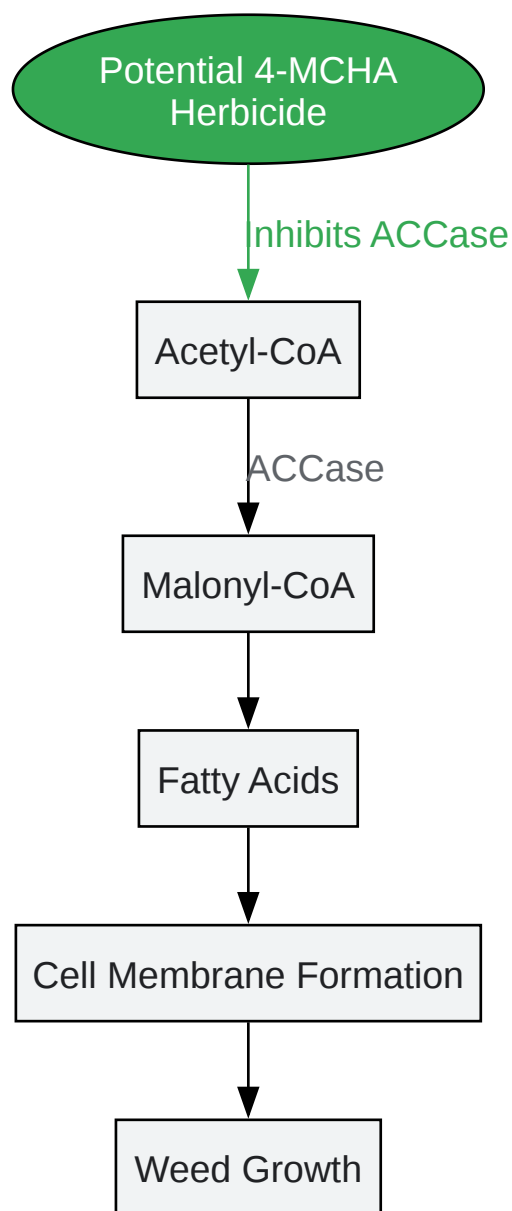 Potential 4-MCHA
Herbicide
Inhibits ACCase
Acetyl-CoA
ACCase
Malonyl-CoA
Fatty Acids
Cell Membrane Formation
Weed Growth